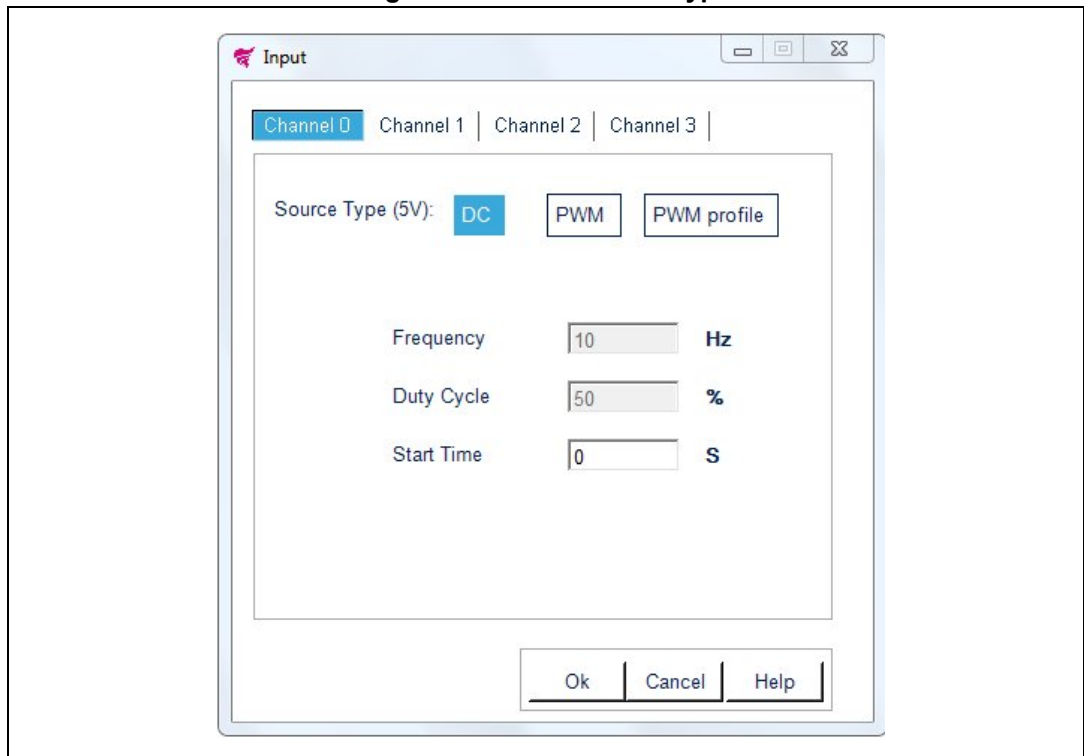 Input
Channel 0 Channel 1 Channel 2 Channel 3
Source Type (5V): DC PWM PWM profile
Frequency 10 Hz
Duty Cycle 50 %
Start Time 0 S
Ok Cancel Help